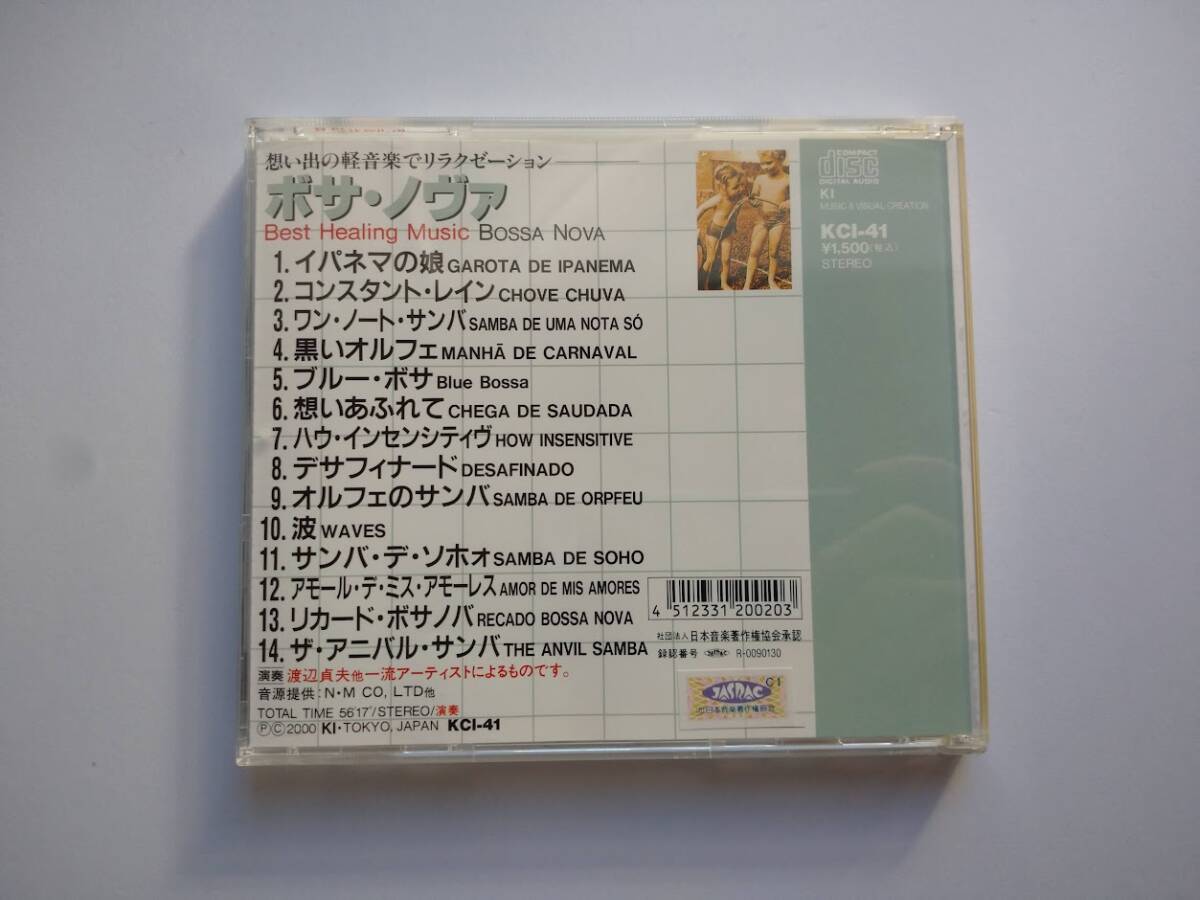 想い出の軽音楽でリラクゼーション
ボサ・ノヴァ
Best Healing Music BOSSA NOVA
1.イパネマの娘 GAROTA DE IPANEMA
2.コンスタント・レイン CHOVE CHUVA
3.ワン・ノート・サンバ SAMBA DE UMA NOTA SÓ
4.黒いオルフェ MANHÃ DE CARNAVAL
5.ブルー・ボサ Blue Bossa
6.想いあふれて CHEGA DE SAUDADA
7.ハウ・インセンシティヴ HOW INSENSITIVE
8.デサフィナード DESAFINADO
9.オルフェのサンバ SAMBA DE ORPFEU
10.波 WAVES
11.サンバ・デ・ソホォ SAMBA DE SOHO
12.アモール・デ・ミス・アモーレス AMOR DE MIS AMORES
13.リカード・ボサノバ RECADO BOSSA NOVA
14.ザ・アニバル・サンバ THE ANVIL SAMBA
演奏 渡辺貞夫他一流アーティストによるものです。
音源提供:N・M CO, LTD他
TOTAL TIME 56'17"/STEREO/演奏
ⓅⒸ2000 KI・TOKYO, JAPAN KCI-41
4 512331 200203
社団法人日本音楽著作権協会承認
録認番号 JASRAC R-0090130
C1
JASRAC
COMPACT
disc
DIGITAL AUDIO
KI
MUSIC & VISUAL CREATION
KCI-41
¥1,500(税込)
STEREO